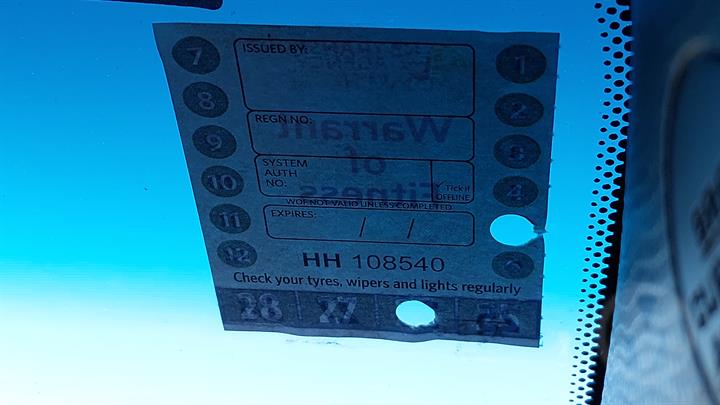 7 ISSUED BY: 1
8 2
REGN NO:
9 3
SYSTEM
AUTH
NO:
10 Tick if 4
OFFLINE
WOF NOT VALID UNLESS COMPLETED
11 EXPIRES: / /
12 HH 108540 6
Check your tyres, wipers and lights regularly
28 27 25
Warrant
of
Fitness